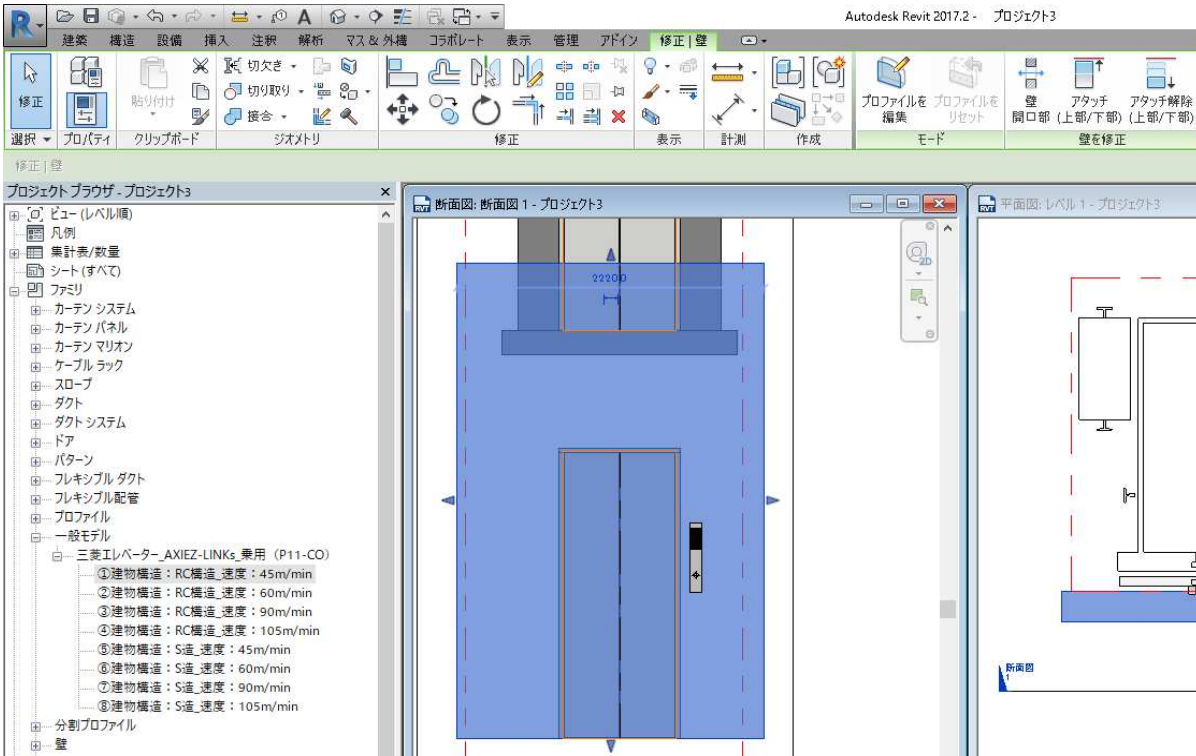 Autodesk Revit 2017.2 - プロジェクト3
建築 構造 設備 挿入 注釈 解析 マス & 外構 コラボレート 表示 管理 アドイン 修正 | 壁
修正
貼り付け
切欠き
切り取り
接合
プロファイルを編集
プロファイルをリセット
壁
開口部
アタッチ
(上部/下部)
アタッチ解除
(上部/下部)
選択 プロパティ クリップボード ジオメトリ 修正 表示 計測 作成 モード 壁を修正
修正 | 壁
プロジェクト ブラウザ - プロジェクト3
ビュー (レベル順)
凡例
集計表/数量
シート (すべて)
ファミリ
カーテン システム
カーテン パネル
カーテン マリオン
ケーブル ラック
スロープ
ダクト
ダクト システム
ドア
パターン
フレキシブル ダクト
フレキシブル配管
プロファイル
一般モデル
三菱エレベーター_AXIEZ-LINKs_乗用（P11-CO）
①建物構造：RC構造_速度：45m/min
②建物構造：RC構造_速度：60m/min
③建物構造：RC構造_速度：90m/min
④建物構造：RC構造_速度：105m/min
⑤建物構造：S造_速度：45m/min
⑥建物構造：S造_速度：60m/min
⑦建物構造：S造_速度：90m/min
⑧建物構造：S造_速度：105m/min
分割プロファイル
壁
断面図: 断面図 1 - プロジェクト3
2220.0
2D
平面図: レベル 1 - プロジェクト3
断面図
1